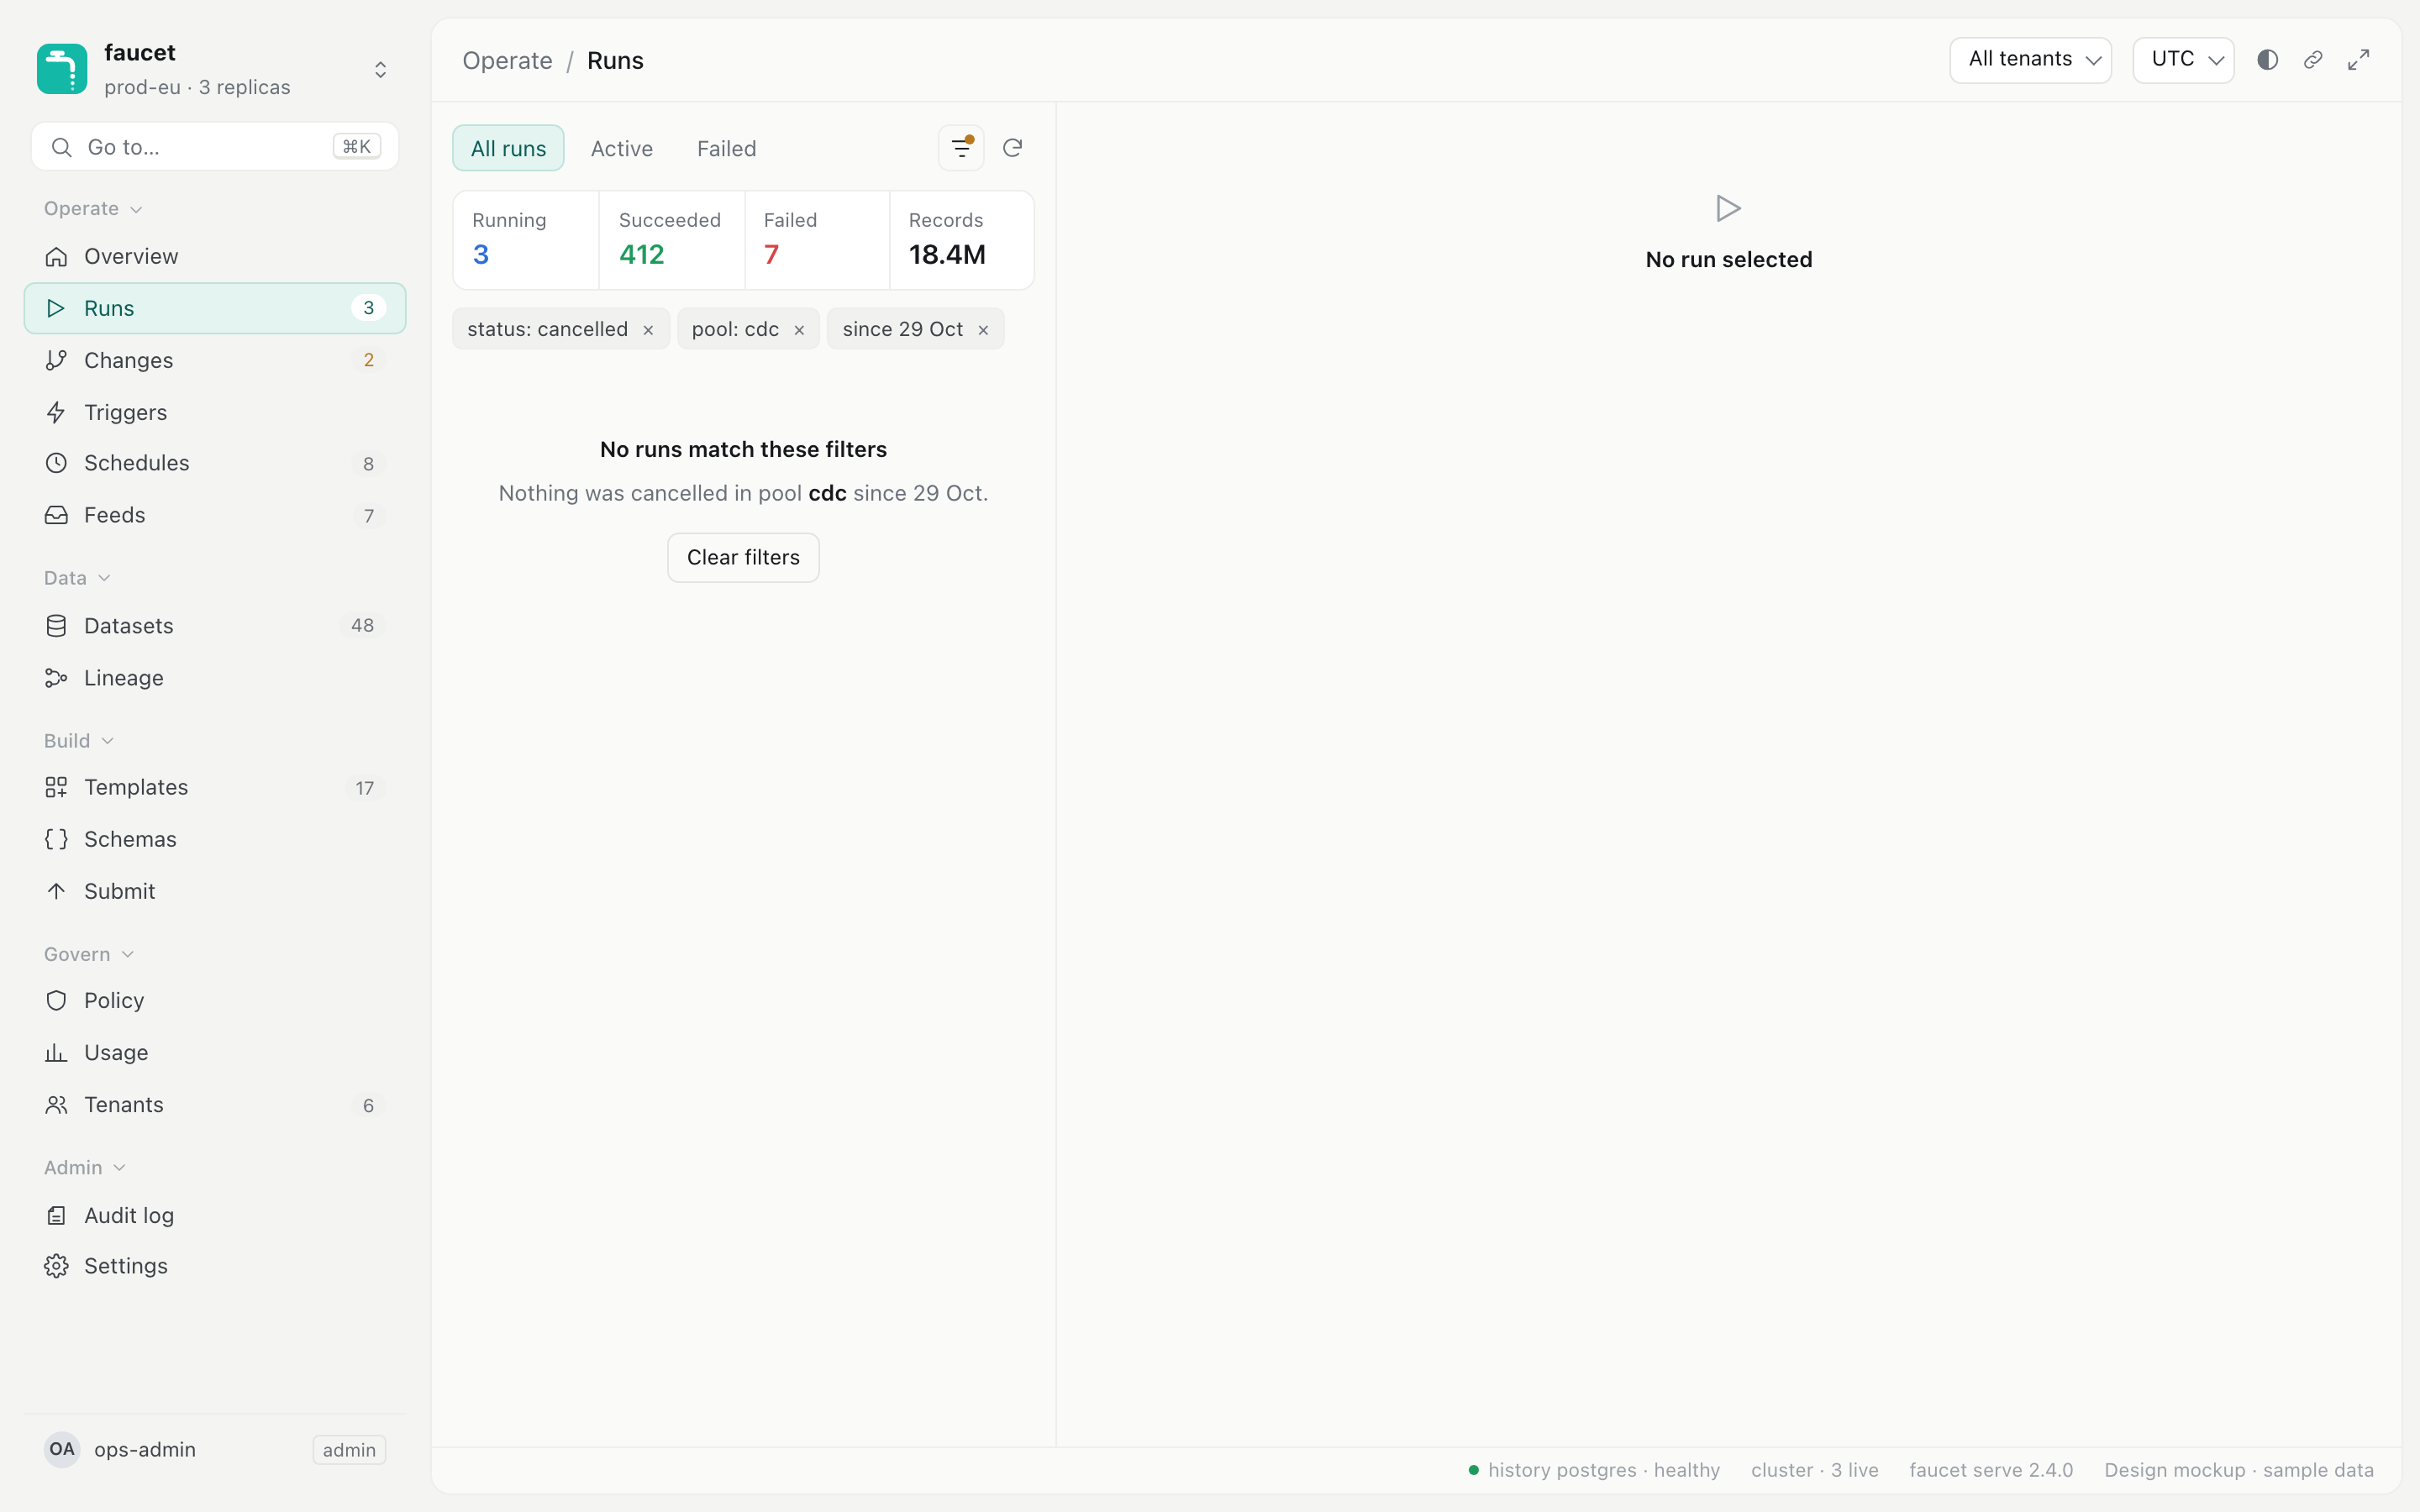 faucet
prod-eu · 3 replicas
Go to...
⌘K
Operate
Overview
Runs 3
Changes 2
Triggers
Schedules 8
Feeds 7
Data
Datasets 48
Lineage
Build
Templates 17
Schemas
Submit
Govern
Policy
Usage
Tenants 6
Admin
Audit log
Settings
OA ops-admin admin
Operate / Runs
All tenants
UTC
All runs Active Failed
Running Succeeded Failed Records
3 412 7 18.4M
status: cancelled × pool: cdc × since 29 Oct ×
No runs match these filters
Nothing was cancelled in pool cdc since 29 Oct.
Clear filters
No run selected
history postgres · healthy cluster · 3 live faucet serve 2.4.0 Design mockup · sample data